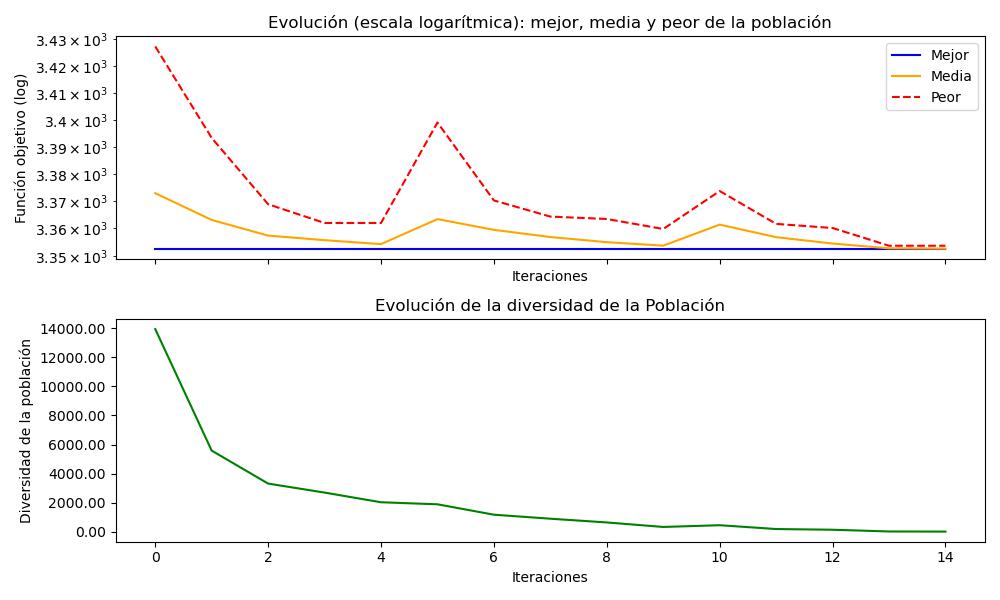 Evolución (escala logarítmica): mejor, media y peor de la población
3.43 × 10³
3.42 × 10³
3.41 × 10³
3.4 × 10³
3.39 × 10³
3.38 × 10³
3.37 × 10³
3.36 × 10³
3.35 × 10³
Función objetivo (log)
Mejor
Media
Peor
Iteraciones
Evolución de la diversidad de la Población
14000.00
12000.00
10000.00
8000.00
6000.00
4000.00
2000.00
0.00
Diversidad de la población
0 2 4 6 8 10 12 14
Iteraciones